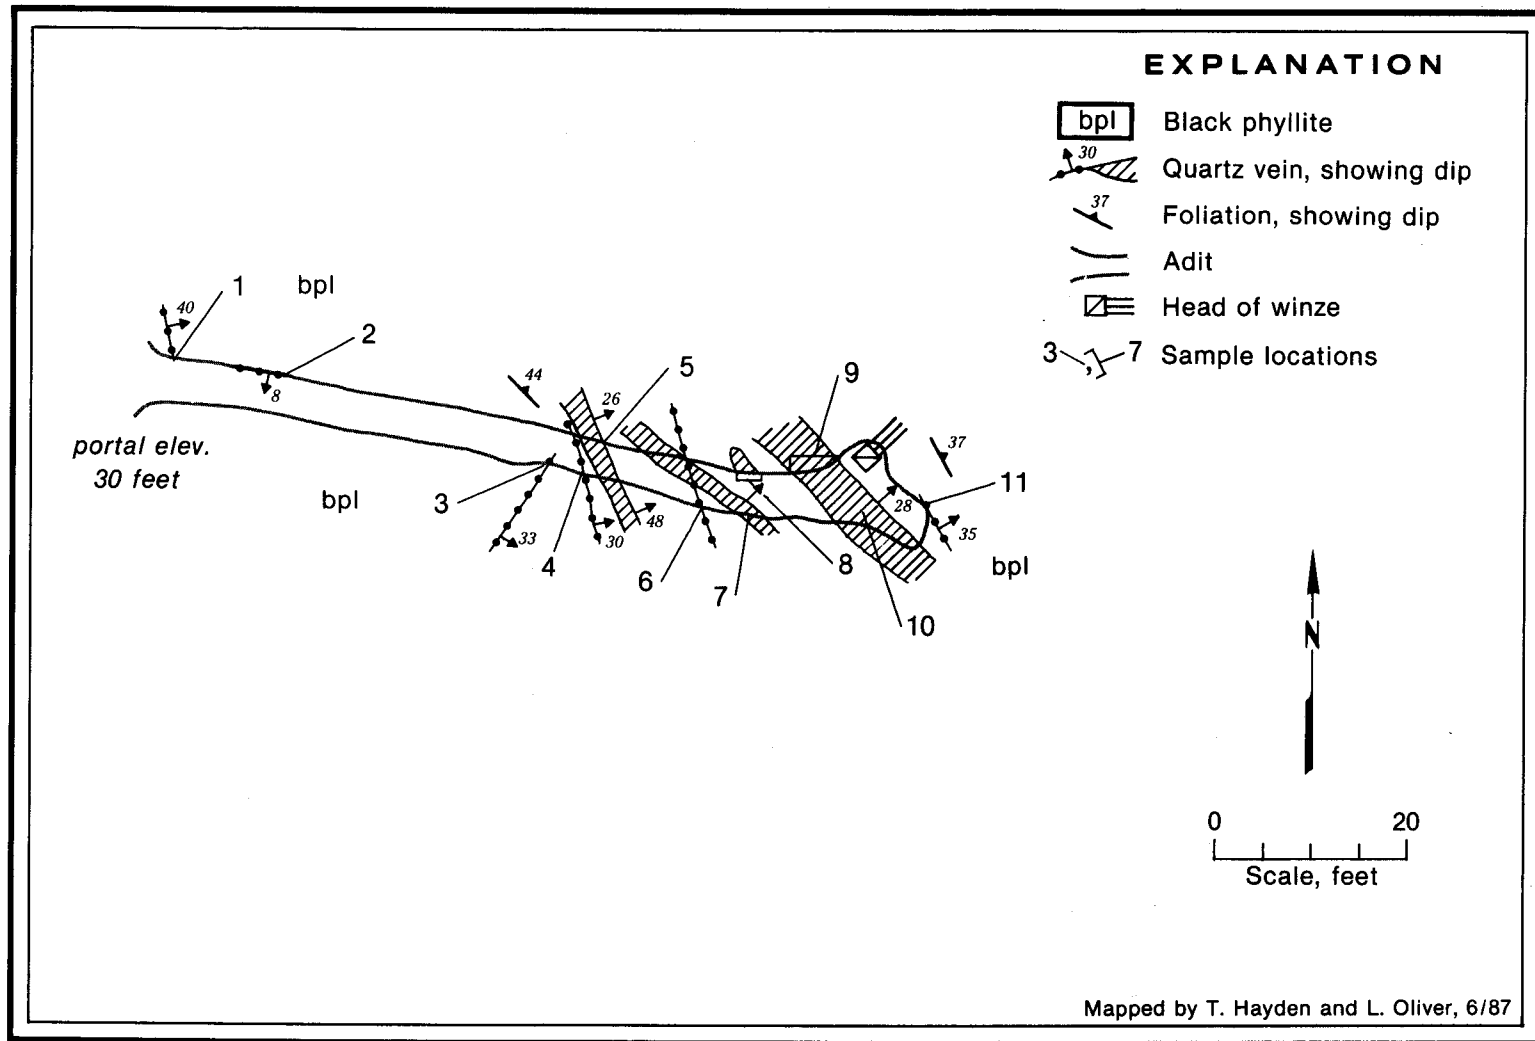 EXPLANATION
bpl Black phyllite
30 Quartz vein, showing dip
37 Foliation, showing dip
Adit
Head of winze
3 7 Sample locations
1 bpl
40
2
8
portal elev.
30 feet
44
26
5
9
37
bpl
3
33
4
30
48
6
7
8
28
10
11
35
bpl
N
0 20
Scale, feet
Mapped by T. Hayden and L. Oliver, 6/87